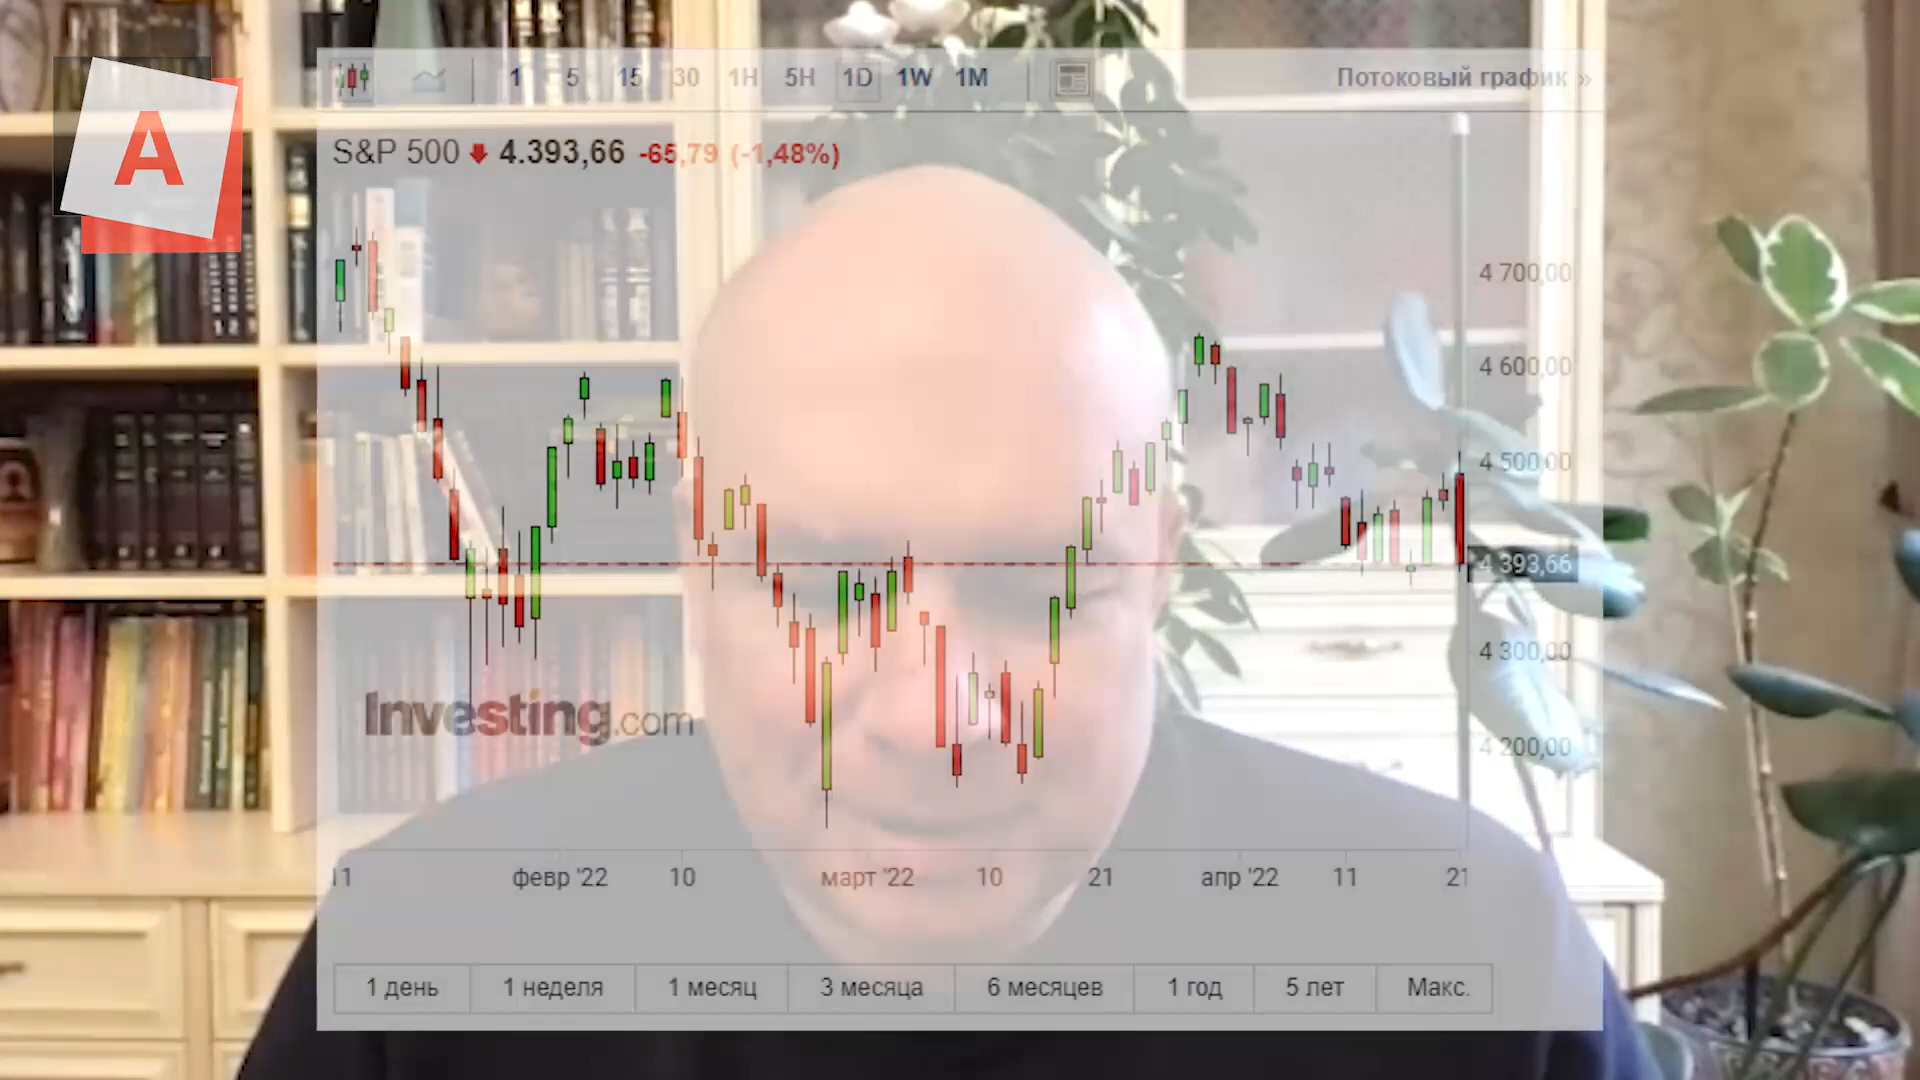 A
1 5 15 30 1H 5H 1D 1W 1M
Потоковый график »
S&P 500 4.393,66 -65,79 (-1,48%)
4 700,00
4 600,00
4 500,00
4 393,66
4 300,00
4 200,00
Investing.com
11 февр '22 10 март '22 10 21 апр '22 11 21
1 день 1 неделя 1 месяц 3 месяца 6 месяцев 1 год 5 лет Макс.